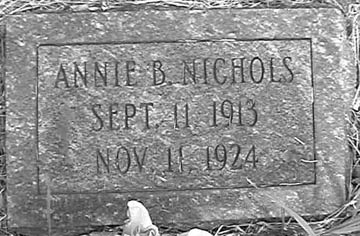 ANNIE B. NICHOLS
SEPT. 11. 1913
NOV. 11. 1924